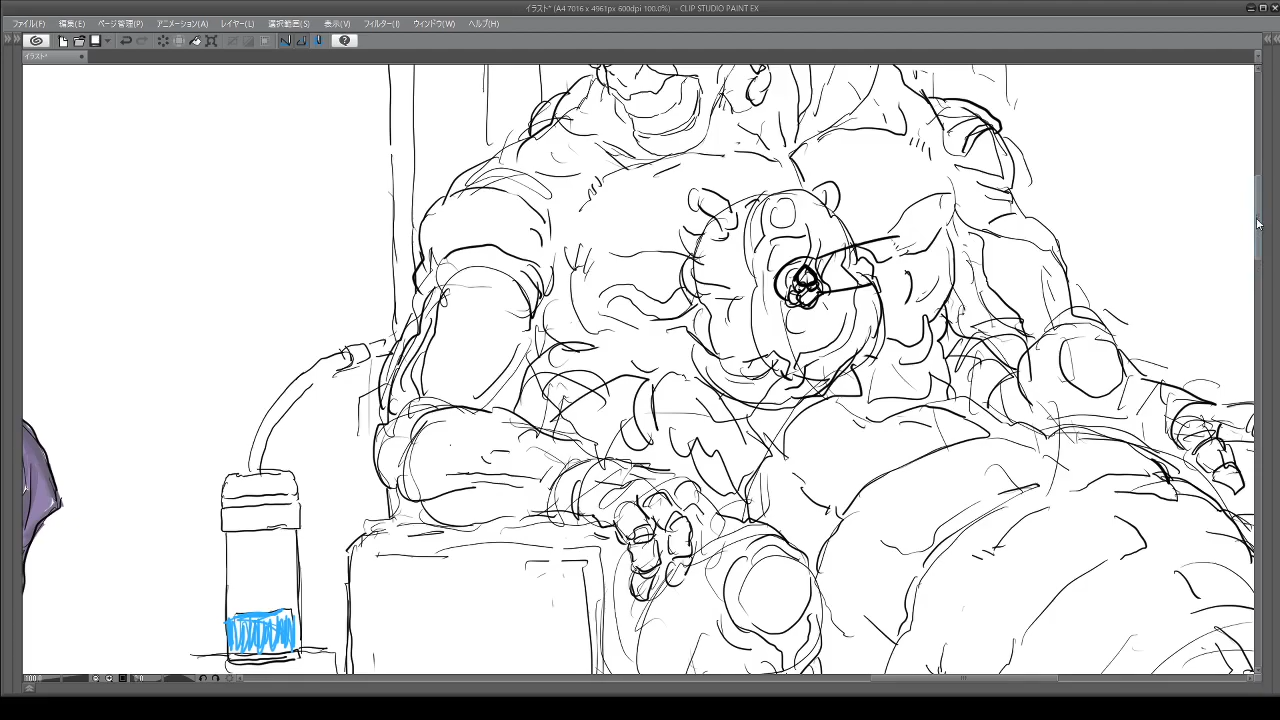 イラスト* (A4 7016 x 4961px 600dpi 100.0%) - CLIP STUDIO PAINT EX
ファイル(F) 編集(E) ページ管理(P) アニメーション(A) レイヤー(L) 選択範囲(S) 表示(V) フィルター(I) ウィンドウ(W) ヘルプ(H)
イラスト*
100